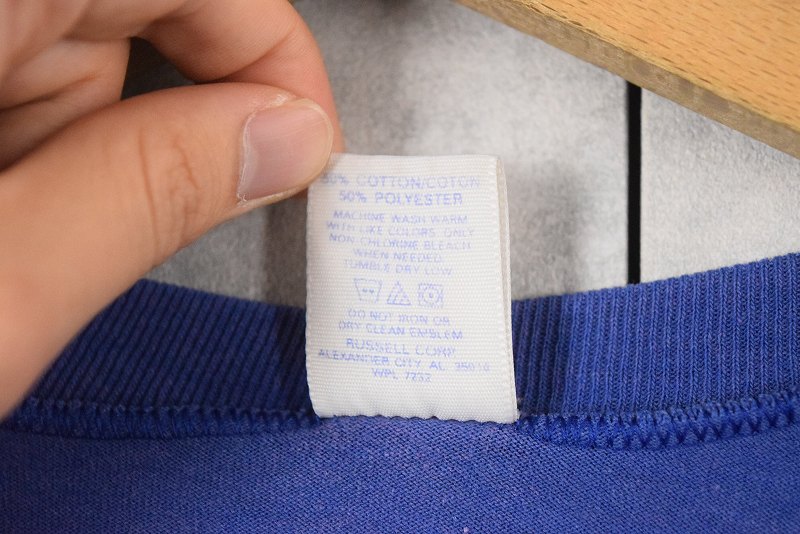 50% COTTON/COTON
50% POLYESTER
MACHINE WASH WARM
WITH LIKE COLORS. ONLY
NON CHLORINE BLEACH
WHEN NEEDED.
TUMBLE DRY LOW.
DO NOT IRON OR
DRY CLEAN EMBLEM
RUSSELL CORP.
ALEXANDER CITY, AL. 35010
WPL 7232